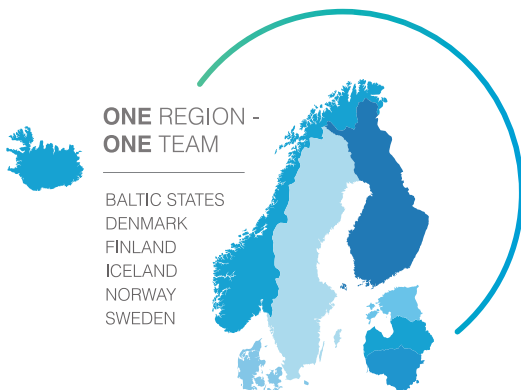 ONE REGION -
ONE TEAM
BALTIC STATES
DENMARK
FINLAND
ICELAND
NORWAY
SWEDEN